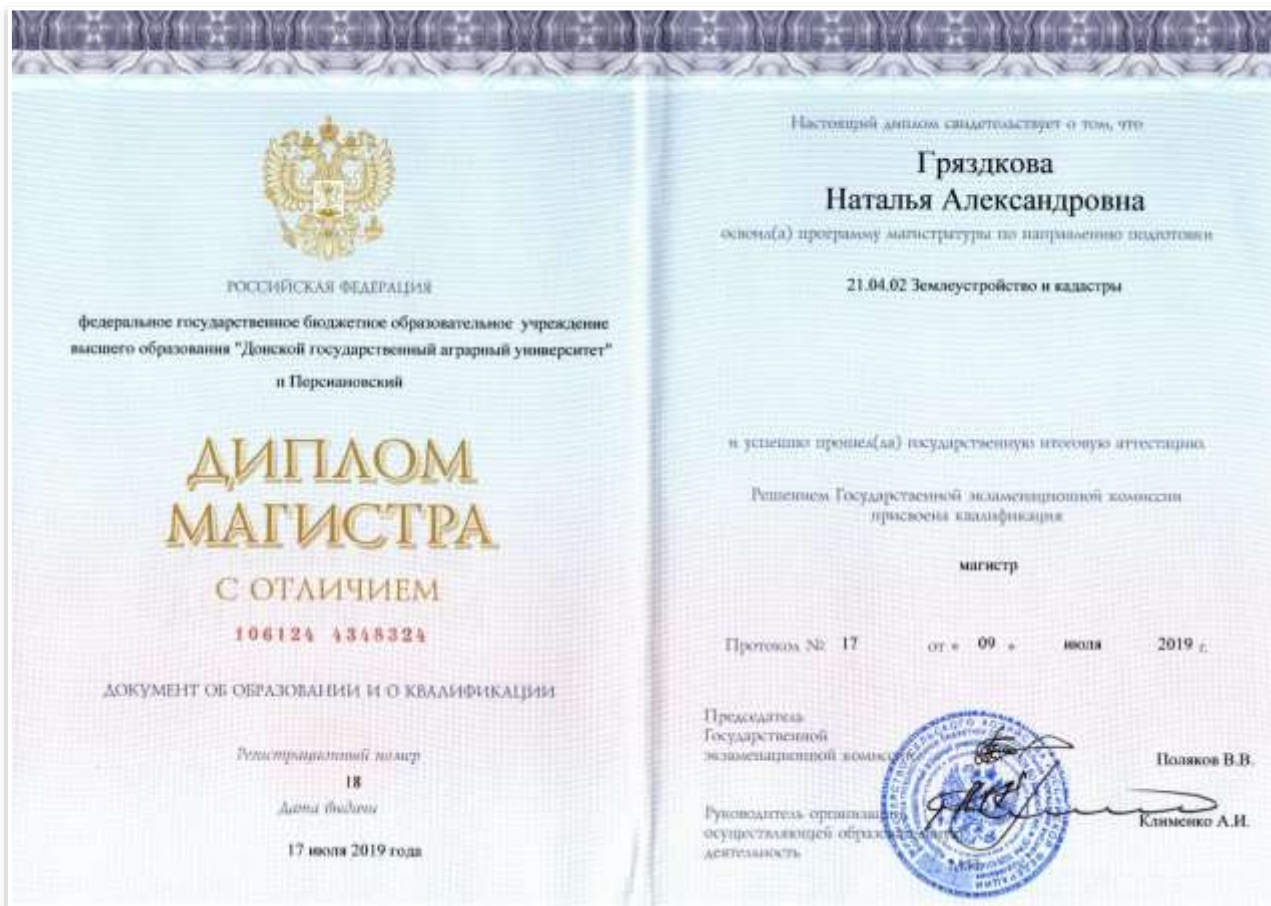 РОССИЙСКАЯ ФЕДЕРАЦИЯ
федеральное государственное бюджетное образовательное учреждение
высшего образования "Донской государственный аграрный университет"
п Персиановский
ДИПЛОМ
МАГИСТРА
С ОТЛИЧИЕМ
106124 4348324
ДОКУМЕНТ ОБ ОБРАЗОВАНИИ И О КВАЛИФИКАЦИИ
Регистрационный номер
18
Дата выдачи
17 июля 2019 года
Настоящий диплом свидетельствует о том, что
Гряздкова
Наталья Александровна
освоил(а) программу магистратуры по направлению подготовки
21.04.02 Землеустройство и кадастры
и успешно прошел(ла) государственную итоговую аттестацию
Решением Государственной экзаменационной комиссии
присвоена квалификация
магистр
Протокол № 17 от « 09 » июля 2019 г.
Председатель
Государственной
экзаменационной комиссии
Поляков В.В.
Руководитель организации,
осуществляющей образовательную
деятельность
Клименко А.И.